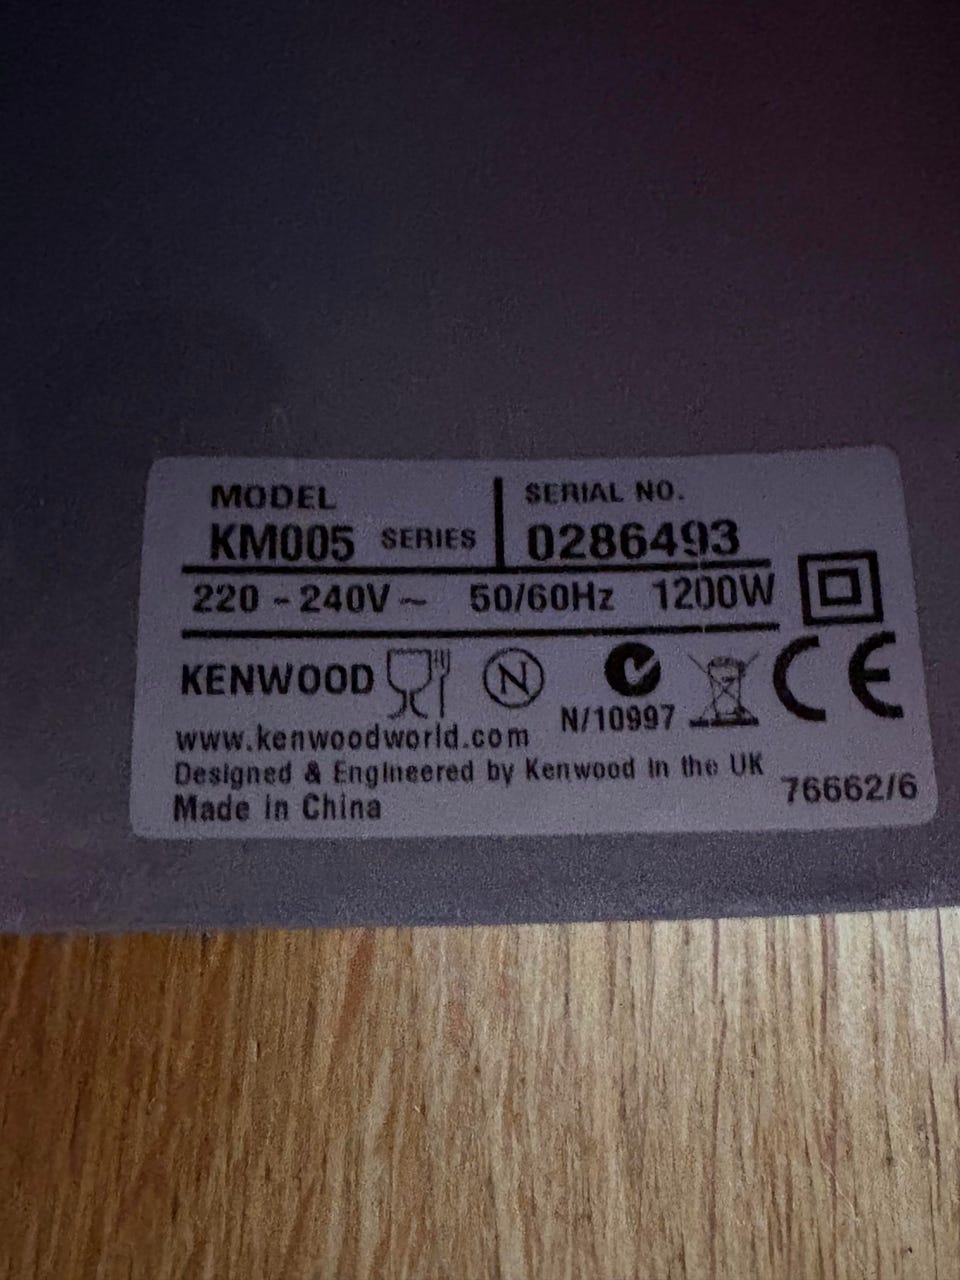 MODEL
KM005 SERIES
SERIAL NO.
0286493
220 - 240V ~ 50/60Hz 1200W
KENWOOD
N
N/10997
CE
www.kenwoodworld.com
Designed & Engineered by Kenwood in the UK
Made in China
76662/6